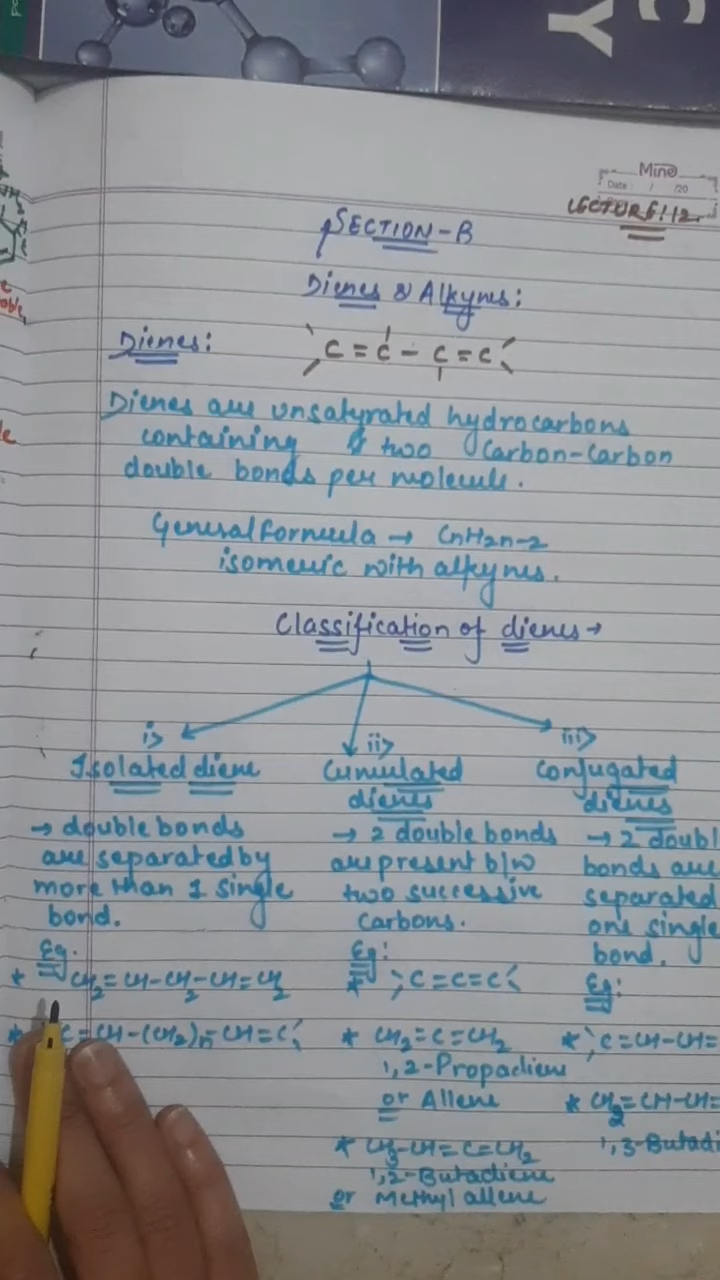 CY
Mino
Date : / /20
LECTURE!12.
SECTION-B
Dienes & Alkynes:
Dienes: C=C-C=C
Dienes are unsaturated hydrocarbons
containing two Carbon-Carbon
double bonds per molecule.
General formula → CnH2n-2
isomeric with alkynes.
Classification of dienes→
i>
Isolated diene
→ double bonds
are separated by
more than 1 single
bond.
Eg.
* CH2=CH-CH2-CH=CH2
C=CH-(CH2)n-CH=C
ii>
Cumulated
dienes
→ 2 double bonds
are present b/w
two successive
Carbons.
Eg:
* C=C=C
* CH2=C=CH2
1,2-Propadiene
or Allene
* CH3-CH=C=CH2
1,2-Butadiene
or Methyl allene
iii>
Conjugated
dienes
→ 2 doubl
bonds are
separated
one single
bond.
Eg:
* C=CH-CH=
* CH2=CH-CH=
1,3-Butadi